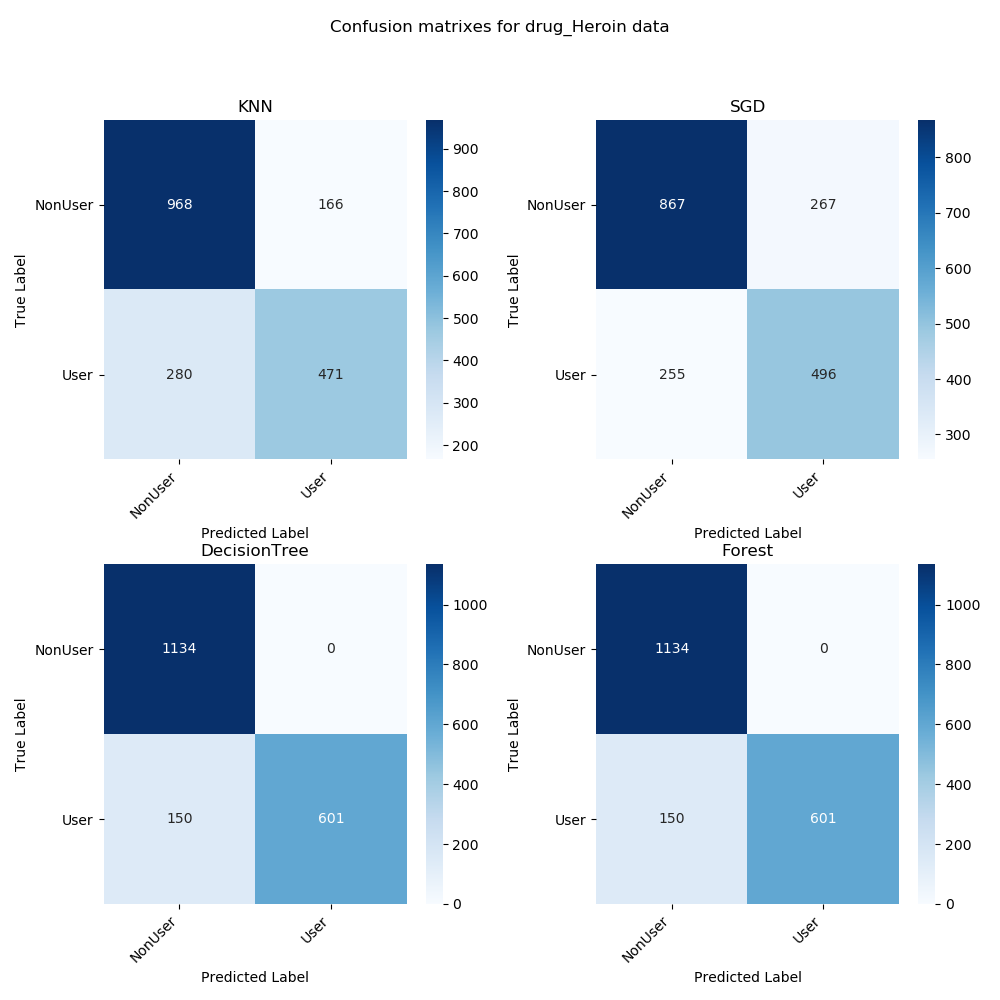 Confusion matrixes for drug_Heroin data
KNN
NonUser
968
166
User
280
471
True Label
NonUser
User
Predicted Label
900
800
700
600
500
400
300
200
SGD
NonUser
867
267
User
255
496
True Label
NonUser
User
Predicted Label
800
700
600
500
400
300
DecisionTree
NonUser
1134
0
User
150
601
True Label
NonUser
User
Predicted Label
1000
800
600
400
200
0
Forest
NonUser
1134
0
User
150
601
True Label
NonUser
User
Predicted Label
1000
800
600
400
200
0